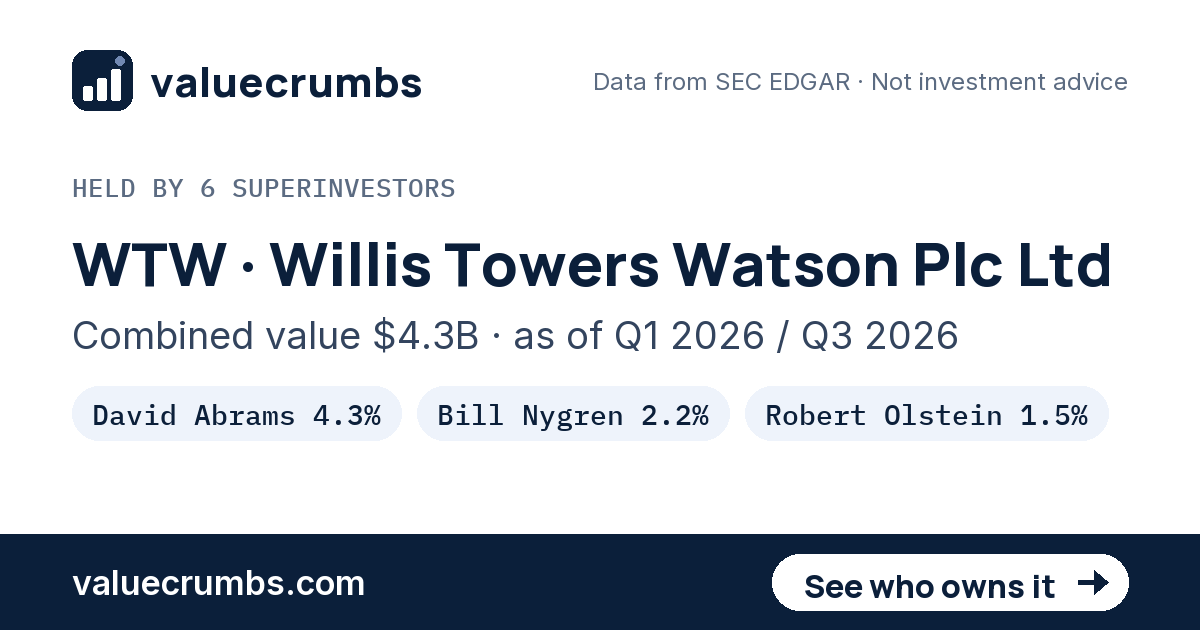 valuecrumbs
Data from SEC EDGAR · Not investment advice
HELD BY 6 SUPERINVESTORS
WTW · Willis Towers Watson Plc Ltd
Combined value $4.3B · as of Q1 2026 / Q3 2026
David Abrams 4.3%
Bill Nygren 2.2%
Robert Olstein 1.5%
valuecrumbs.com
See who owns it →